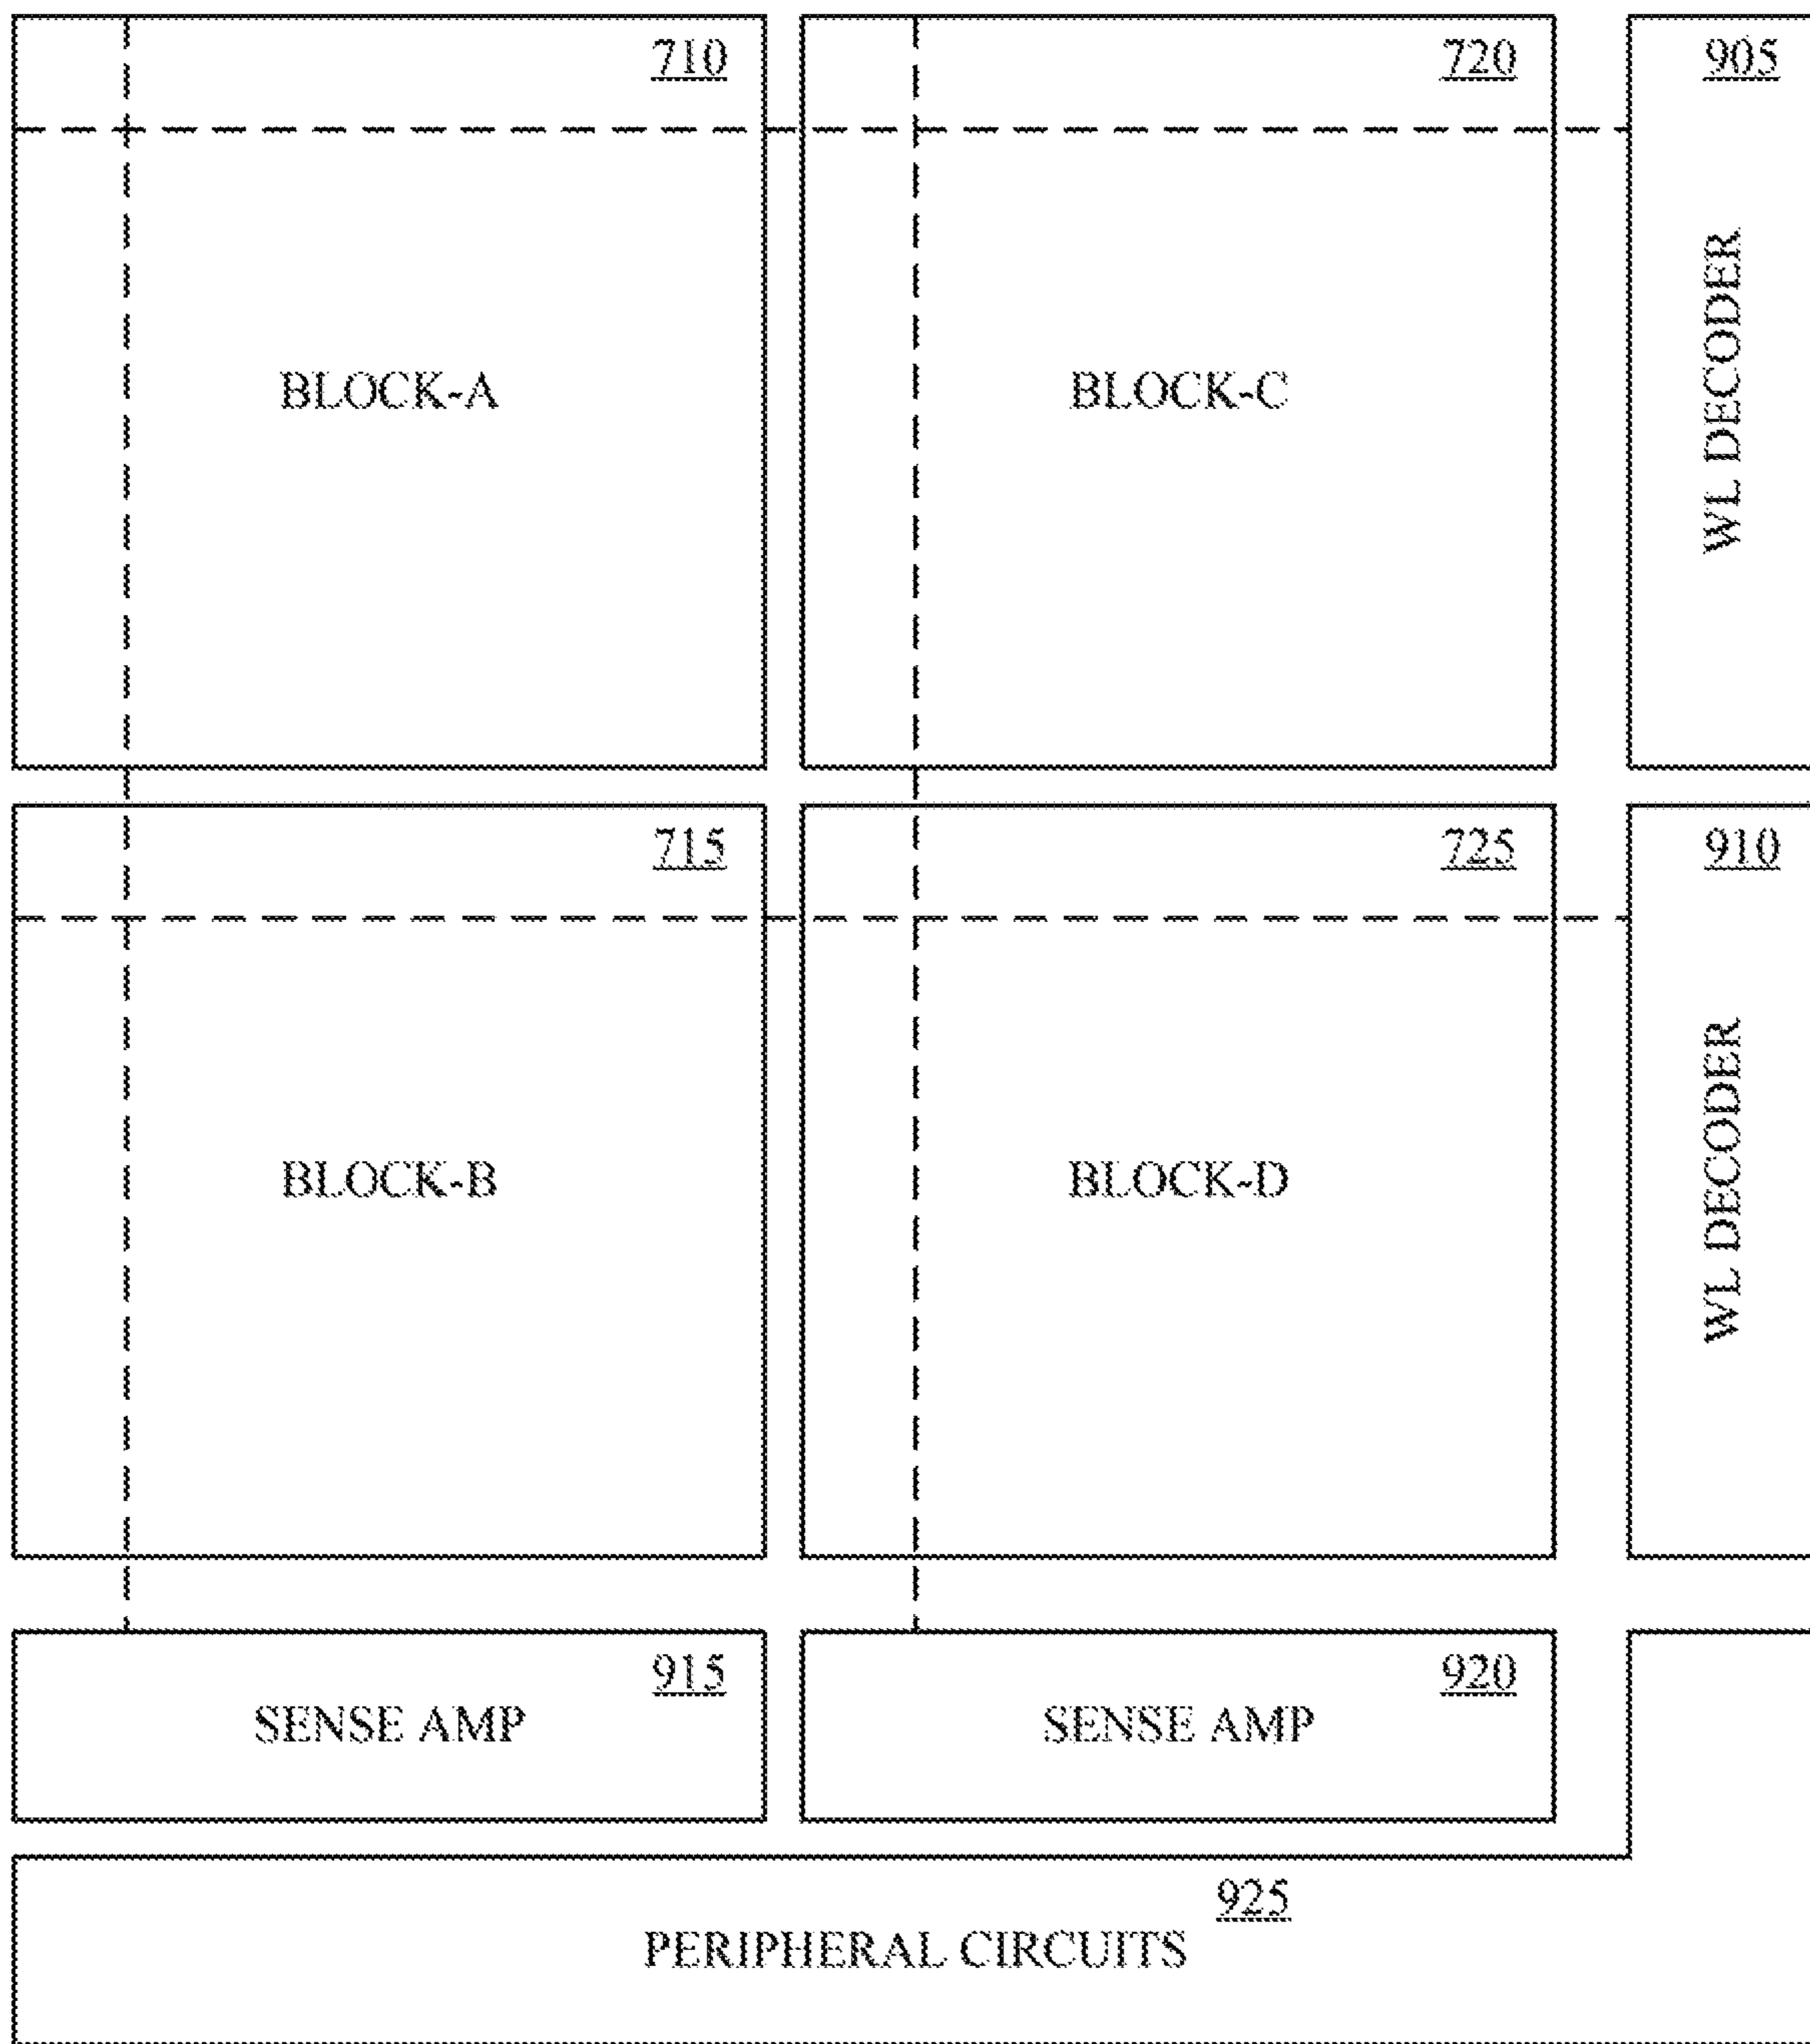 710
720
905
BLOCK-A
BLOCK-C
WL DECODER
715
725
910
BLOCK-B
BLOCK-D
WL DECODER
915
920
SENSE AMP
SENSE AMP
925
PERIPHERAL CIRCUITS